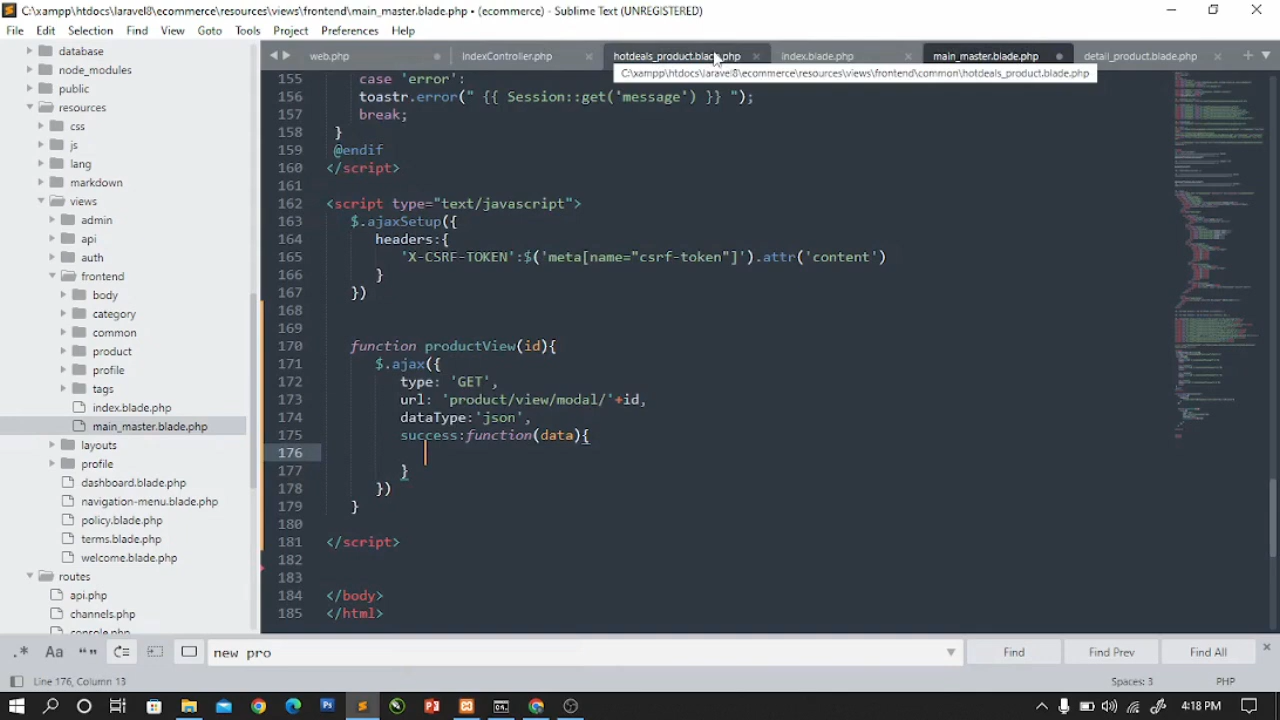 C:\xampp\htdocs\laravel8\ecommerce\resources\views\frontend\main_master.blade.php • (ecommerce) - Sublime Text (UNREGISTERED)
File Edit Selection Find View Goto Tools Project Preferences Help
web.php IndexController.php hotdeals_product.blade.php index.blade.php main_master.blade.php detail_product.blade.php
C:\xampp\htdocs\laravel8\ecommerce\resources\views\frontend\common\hotdeals_product.blade.php
database
node_modules
public
resources
css
js
lang
markdown
views
admin
api
auth
frontend
body
category
common
product
profile
tags
index.blade.php
main_master.blade.php
layouts
profile
dashboard.blade.php
navigation-menu.blade.php
policy.blade.php
terms.blade.php
welcome.blade.php
routes
api.php
channels.php
console.php
155 case 'error':
156 toastr.error(" {{ Session::get('message') }} ");
157 break;
158 }
159 @endif
160 </script>
161
162 <script type="text/javascript">
163 $.ajaxSetup({
164 headers:{
165 'X-CSRF-TOKEN':$('meta[name="csrf-token"]').attr('content')
166 }
167 })
168
169
170 function productView(id){
171 $.ajax({
172 type: 'GET',
173 url: 'product/view/modal/'+id,
174 dataType:'json',
175 success:function(data){
176
177 }
178 })
179 }
180
181 </script>
182
183
184 </body>
185 </html>
.* Aa “” new pro Find Find Prev Find All
Line 176, Column 13 Spaces: 3 PHP
4:18 PM